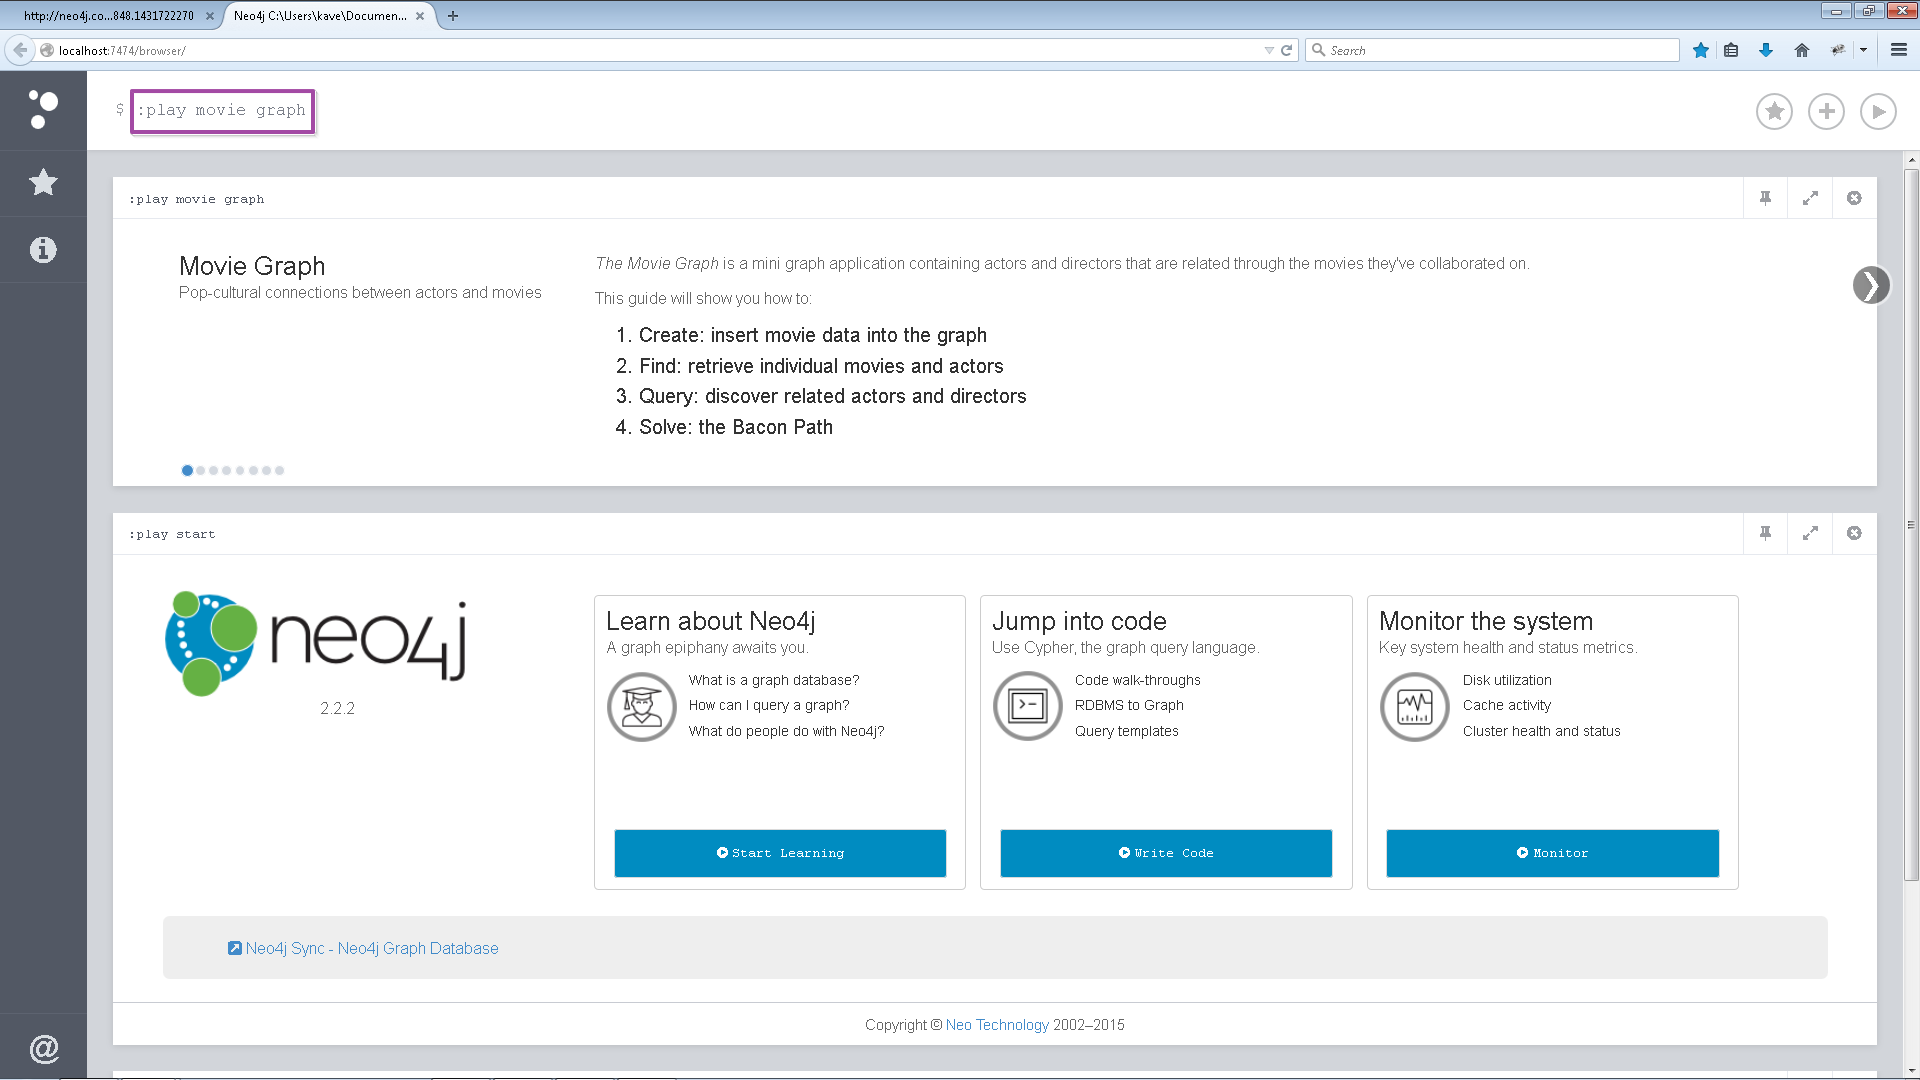 http://neo4j.co...848.1431722270
Neo4j C:\Users\kave\Documen...
localhost:7474/browser/
Search
$ :play movie graph
:play movie graph
Movie Graph
Pop-cultural connections between actors and movies
The Movie Graph is a mini graph application containing actors and directors that are related through the movies they've collaborated on.
This guide will show you how to:
1. Create: insert movie data into the graph
2. Find: retrieve individual movies and actors
3. Query: discover related actors and directors
4. Solve: the Bacon Path
:play start
neo4j
2.2.2
Learn about Neo4j
A graph epiphany awaits you.
What is a graph database?
How can I query a graph?
What do people do with Neo4j?
Start Learning
Jump into code
Use Cypher, the graph query language.
Code walk-throughs
RDBMS to Graph
Query templates
Write Code
Monitor the system
Key system health and status metrics.
Disk utilization
Cache activity
Cluster health and status
Monitor
Neo4j Sync - Neo4j Graph Database
Copyright © Neo Technology 2002–2015